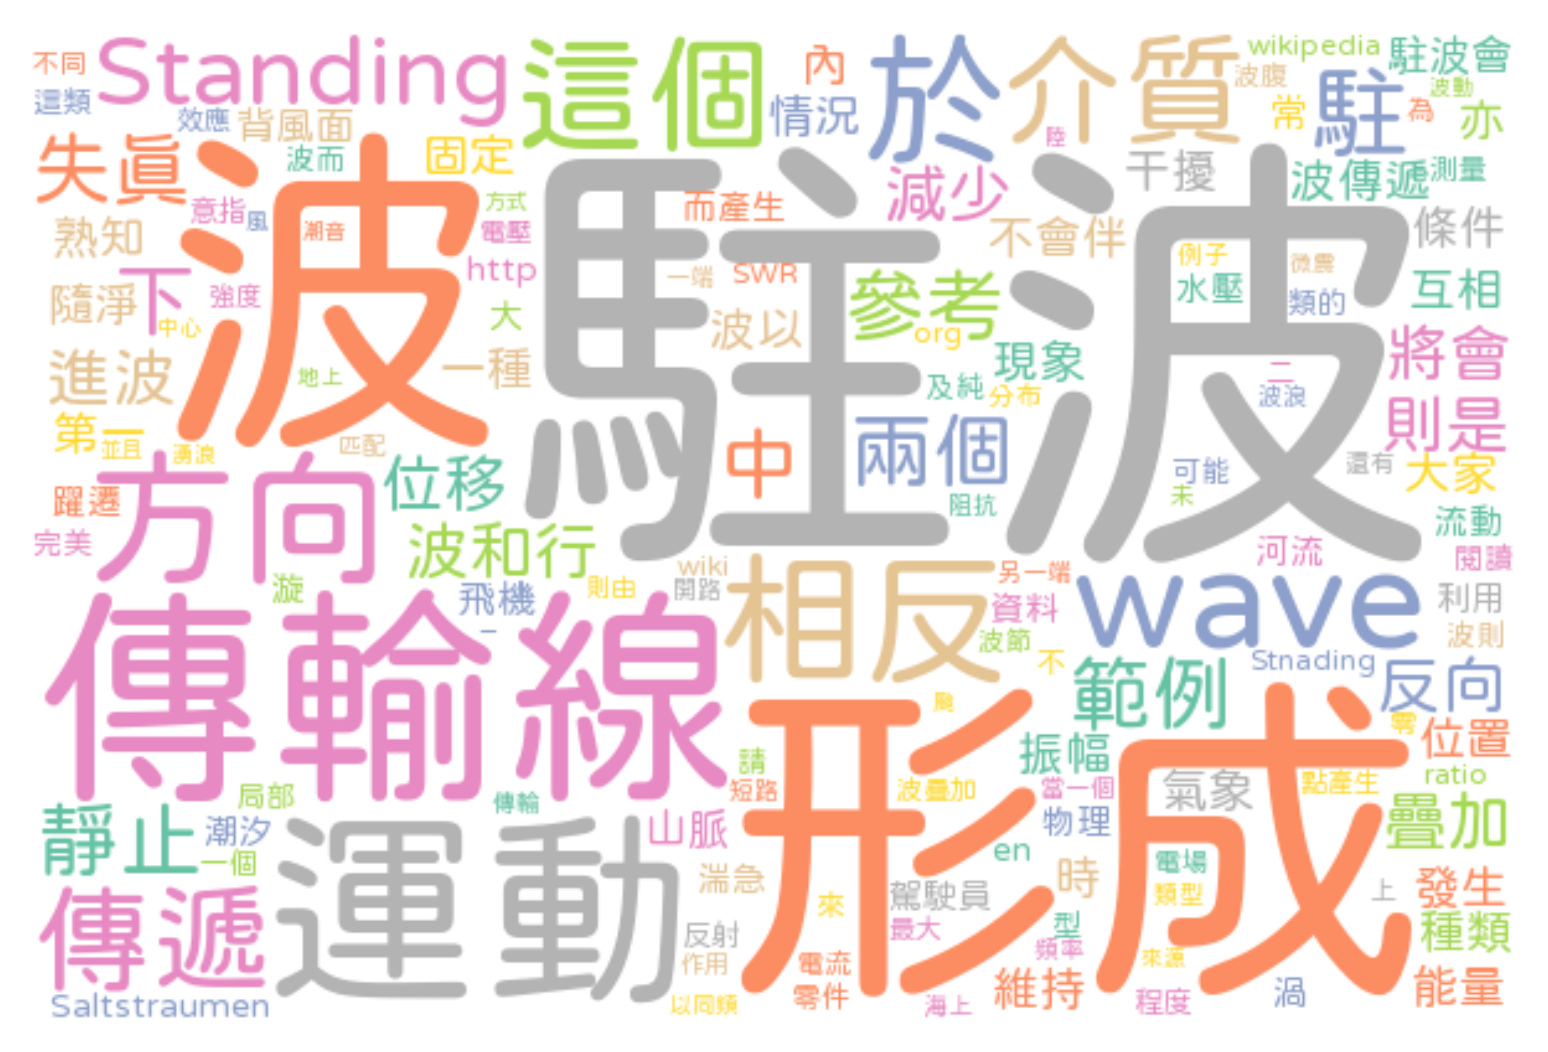 不同
Standing
這個
內
於
介質
wikipedia
駐波會
這類
效應
背風面
情況
波腹
波動
駐
常
為
亦
失真
波
波而
固定
陸
減少
干擾
波傳遞
測量
駐波
意指
風
方式
而產生
熟知
潮音
電壓
不會伴
條件
例子
下
http
一端
SWR
微震
隨淨
強度
參考
水壓
類的
互相
中心
大
波以
org
現象
將會
進波
地上
一種
及純
分布
二
波浪
第一
並且
匹配
中
兩個
則是
湧浪
方向
位移
可能
還有
大家
躍遷
阻抗
未
流動
完美
波和行
河流
閱讀
漩
wiki
相反
另一端
wave
飛機
則由
開路
資料
利用
傳輸線
波節
波則
不
Stnading
範例
反向
形成
颱
零
位置
振幅
請
氣象
點產生
ratio
局部
傳輸
短路
波疊加
當一個
靜止
潮汐
運動
山脈
物理
疊加
一個
en
電場
湍急
時
傳遞
駕駛員
類型
上
發生
來
反射
最大
型
種類
作用
頻率
來源
電流
維持
能量
Saltstraumen
以同頻
零件
海上
程度
渦